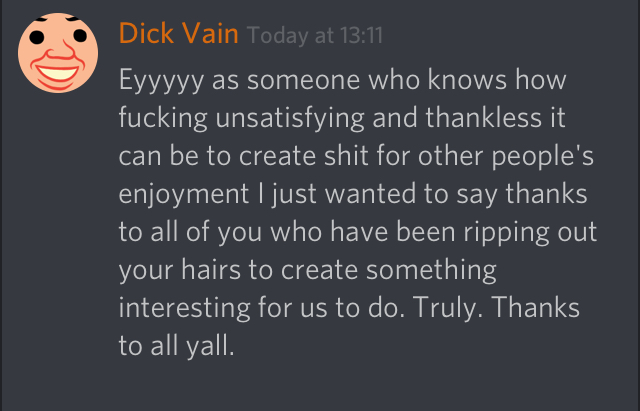 Dick Vain Today at 13:11
Eyyyyy as someone who knows how
fucking unsatisfying and thankless it
can be to create shit for other people's
enjoyment I just wanted to say thanks
to all of you who have been ripping out
your hairs to create something
interesting for us to do. Truly. Thanks
to all yall.